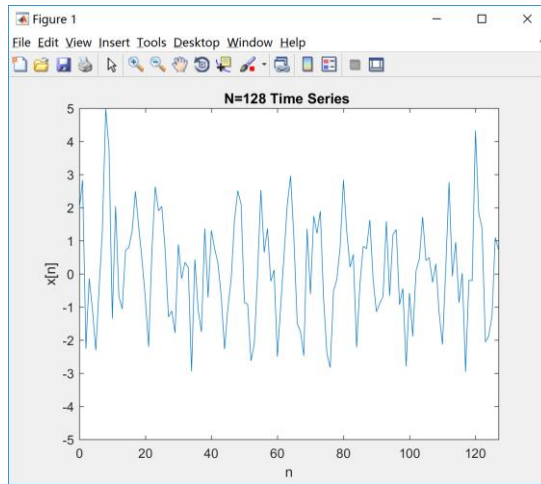 Figure 1
File Edit View Insert Tools Desktop Window Help
N=128 Time Series
5
4
3
2
1
0
-1
-2
-3
-4
-5
x[n]
0 20 40 60 80 100 120
n